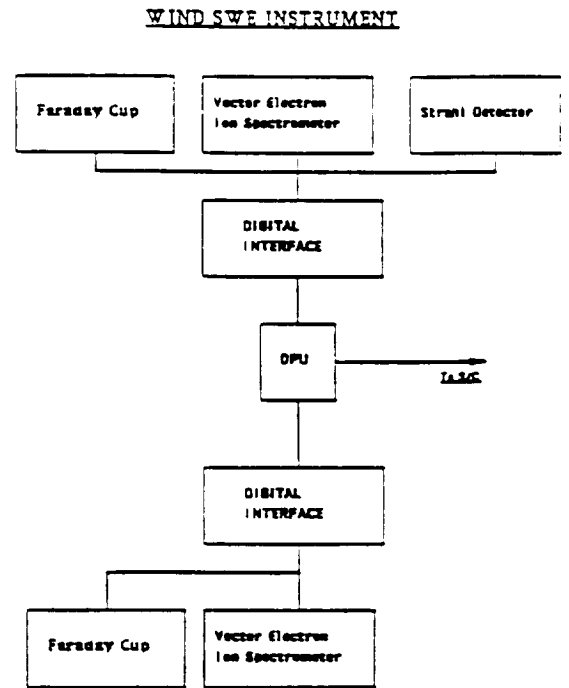 WIND SWE INSTRUMENT
Faraday Cup
Vector Electron
Ion Spectrometer
Strahl Detector
DIGITAL
INTERFACE
DPU
To S/C
DIGITAL
INTERFACE
Faraday Cup
Vector Electron
Ion Spectrometer